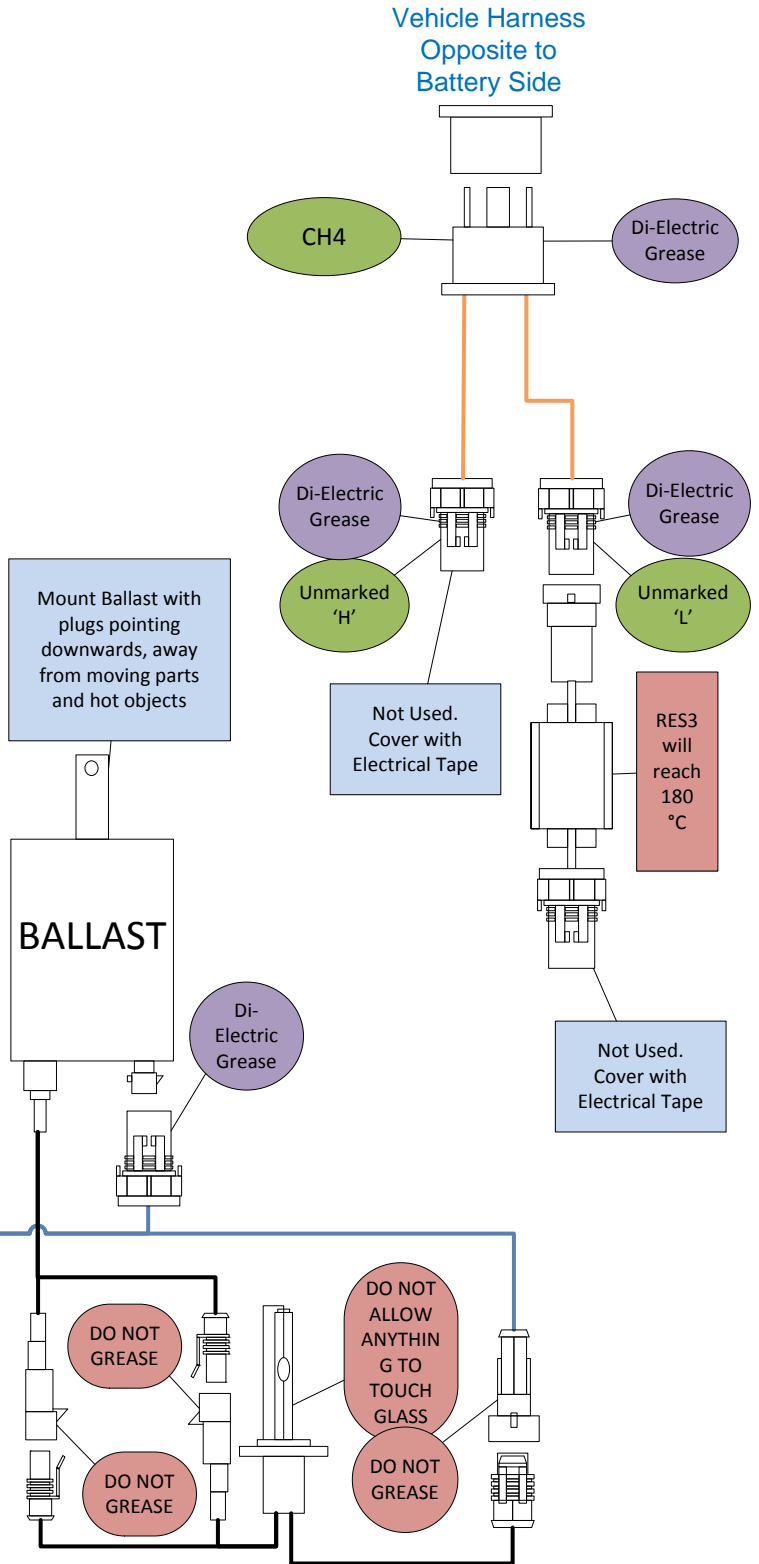 Vehicle Harness
Opposite to
Battery Side
CH4
Di-Electric
Grease
Di-Electric
Grease
Unmarked
‘H’
Di-Electric
Grease
Unmarked
‘L’
Mount Ballast with
plugs pointing
downwards, away
from moving parts
and hot objects
Not Used.
Cover with
Electrical Tape
RES3
will
reach
180
°C
BALLAST
Di-
Electric
Grease
Not Used.
Cover with
Electrical Tape
DO NOT
GREASE
DO NOT
GREASE
DO NOT
ALLOW
ANYTHIN
G TO
TOUCH
GLASS
DO NOT
GREASE